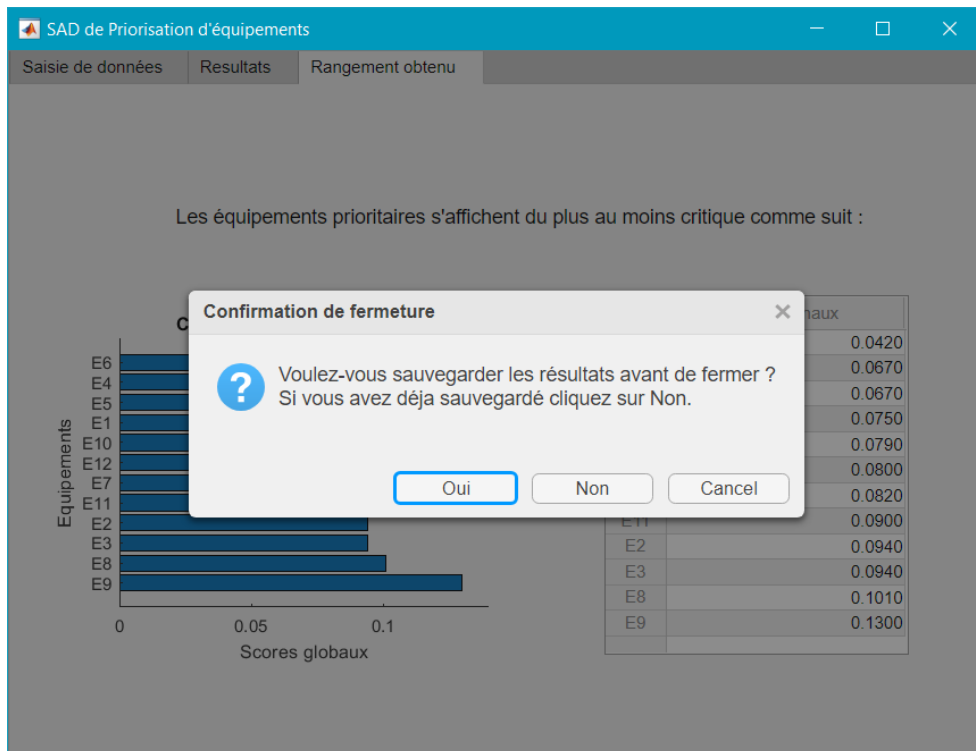 SAD de Priorisation d'équipements
Saisie de données Resultats Rangement obtenu
Les équipements prioritaires s'affichent du plus au moins critique comme suit :
Confirmation de fermeture
Voulez-vous sauvegarder les résultats avant de fermer ?
Si vous avez déja sauvegardé cliquez sur Non.
Oui Non Cancel
Equipements
E6
E4
E5
E1
E10
E12
E7
E11
E2
E3
E8
E9
0 0.05 0.1
Scores globaux
0.0420
0.0670
0.0670
0.0750
0.0790
0.0800
0.0820
E11 0.0900
E2 0.0940
E3 0.0940
E8 0.1010
E9 0.1300